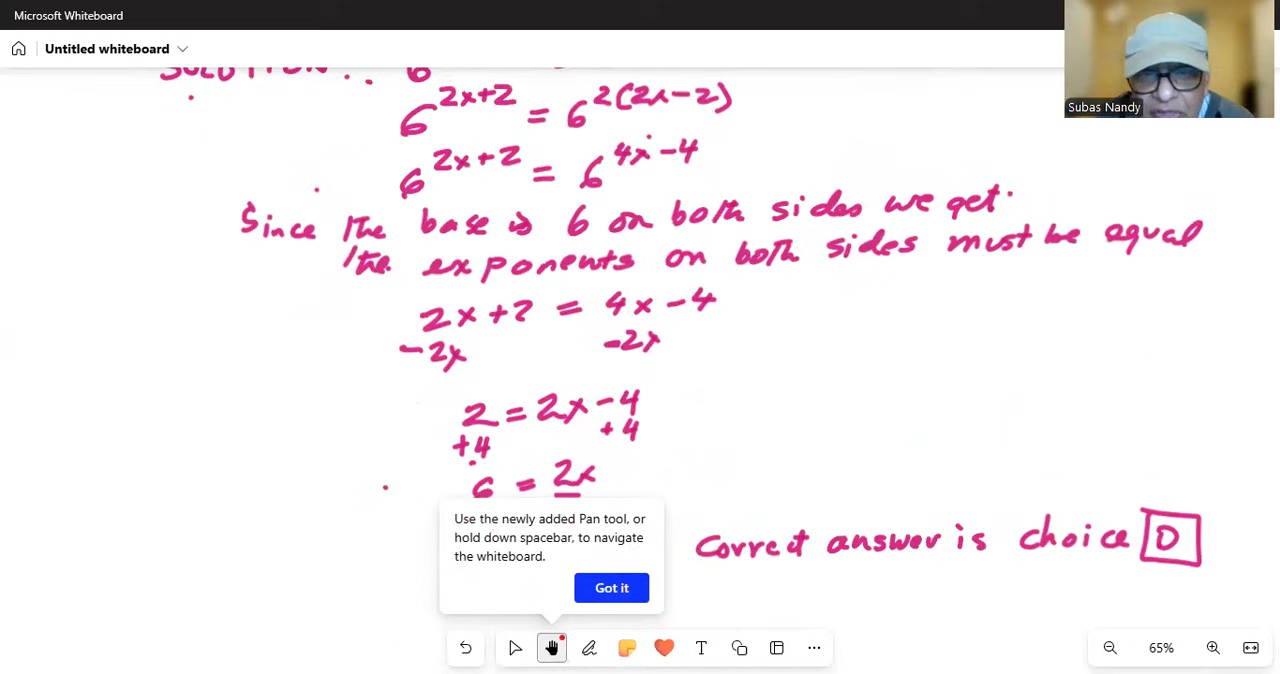 Microsoft Whiteboard
Untitled whiteboard
Subas Nandy
SOLUTION : 6
6^{2x+2} = 6^{2(2x-2)}
6^{2x+2} = 6^{4x-4}
Since the base is 6 on both sides we get.
the exponents on both sides must be equal
2x+2 = 4x-4
-2x -2x
2 = 2x-4
+4 +4
6 = 2x
Use the newly added Pan tool, or
hold down spacebar, to navigate
the whiteboard.
Got it
Correct answer is choice D
65%